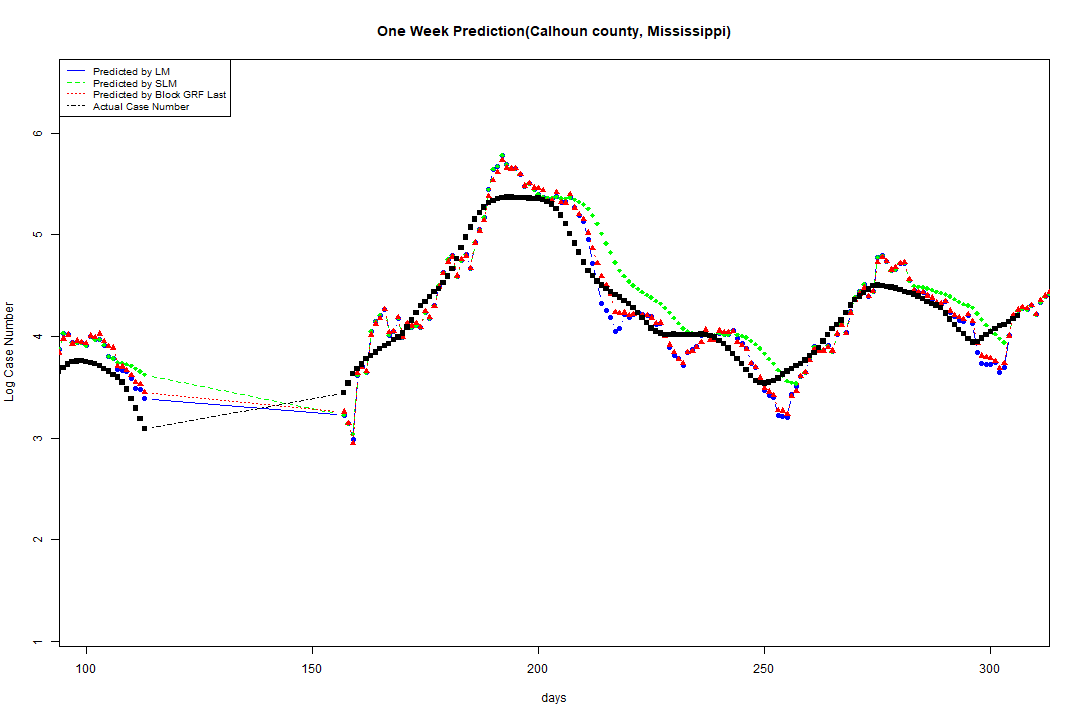 One Week Prediction(Calhoun county, Mississippi)
Predicted by LM
Predicted by SLM
Predicted by Block GRF Last
Actual Case Number
Log Case Number
6
5
4
3
2
1
100 150 200 250 300
days